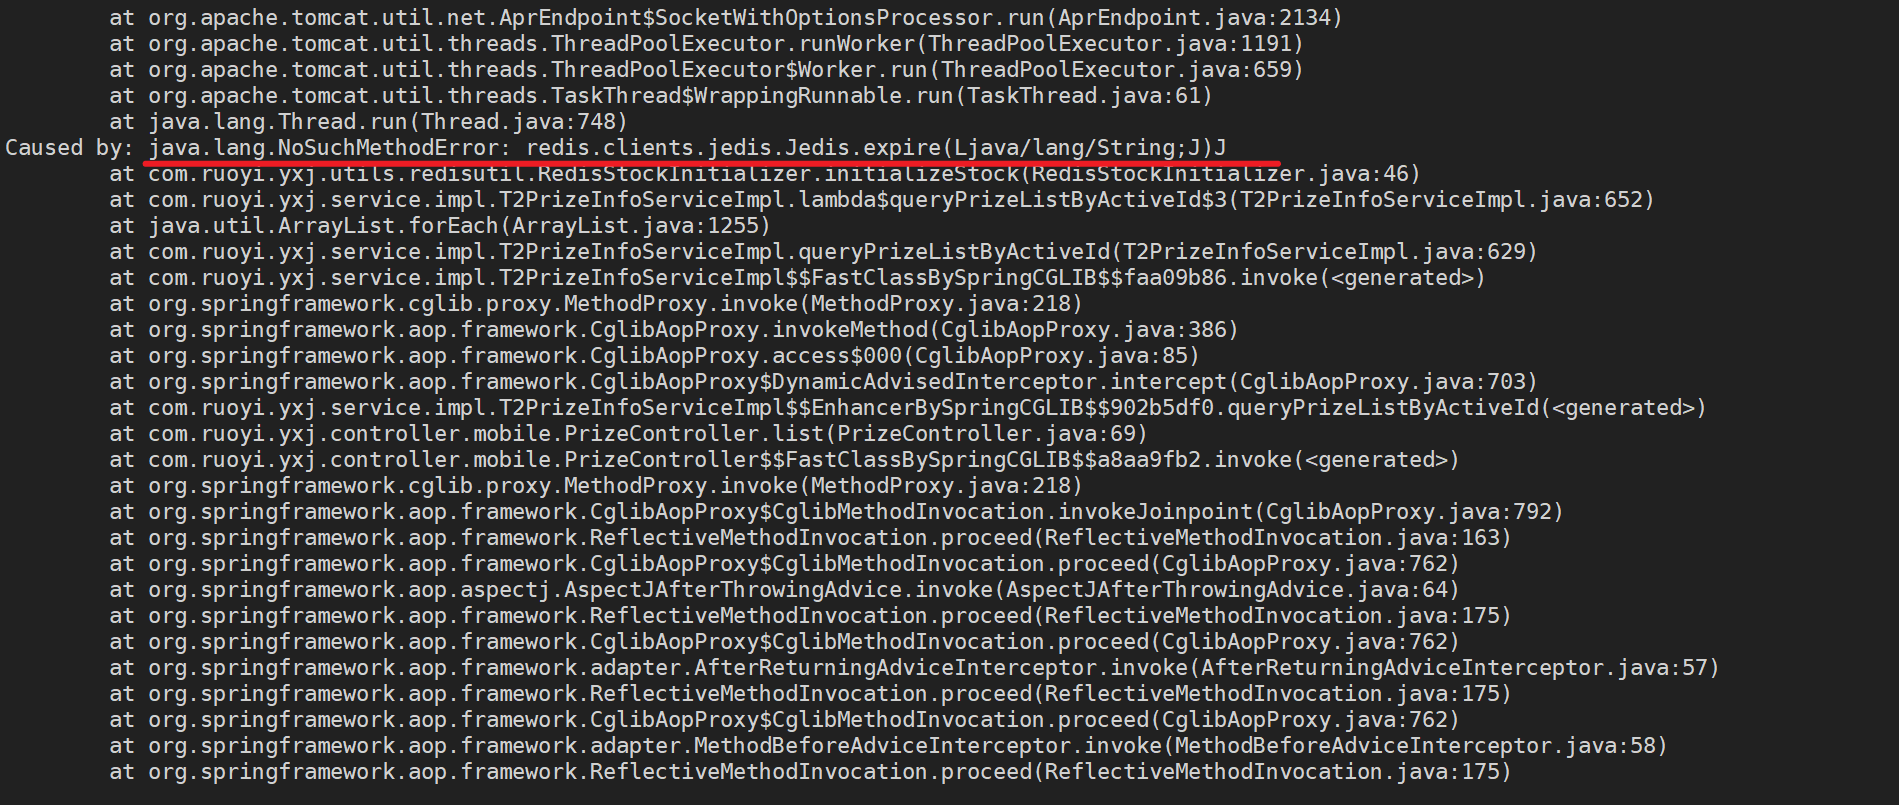 at org.apache.tomcat.util.net.AprEndpoint$SocketWithOptionsProcessor.run(AprEndpoint.java:2134)
at org.apache.tomcat.util.threads.ThreadPoolExecutor.runWorker(ThreadPoolExecutor.java:1191)
at org.apache.tomcat.util.threads.ThreadPoolExecutor$Worker.run(ThreadPoolExecutor.java:659)
at org.apache.tomcat.util.threads.TaskThread$WrappingRunnable.run(TaskThread.java:61)
at java.lang.Thread.run(Thread.java:748)
Caused by: java.lang.NoSuchMethodError: redis.clients.jedis.Jedis.expire(Ljava/lang/String;J)J
at com.ruoyi.yxj.utils.redisutil.RedisStockInitializer.initializeStock(RedisStockInitializer.java:46)
at com.ruoyi.yxj.service.impl.T2PrizeInfoServiceImpl.lambda$queryPrizeListByActiveId$3(T2PrizeInfoServiceImpl.java:652)
at java.util.ArrayList.forEach(ArrayList.java:1255)
at com.ruoyi.yxj.service.impl.T2PrizeInfoServiceImpl.queryPrizeListByActiveId(T2PrizeInfoServiceImpl.java:629)
at com.ruoyi.yxj.service.impl.T2PrizeInfoServiceImpl$$FastClassBySpringCGLIB$$faa09b86.invoke(<generated>)
at org.springframework.cglib.proxy.MethodProxy.invoke(MethodProxy.java:218)
at org.springframework.aop.framework.CglibAopProxy.invokeMethod(CglibAopProxy.java:386)
at org.springframework.aop.framework.CglibAopProxy.access$000(CglibAopProxy.java:85)
at org.springframework.aop.framework.CglibAopProxy$DynamicAdvisedInterceptor.intercept(CglibAopProxy.java:703)
at com.ruoyi.yxj.service.impl.T2PrizeInfoServiceImpl$$EnhancerBySpringCGLIB$$902b5df0.queryPrizeListByActiveId(<generated>)
at com.ruoyi.yxj.controller.mobile.PrizeController.list(PrizeController.java:69)
at com.ruoyi.yxj.controller.mobile.PrizeController$$FastClassBySpringCGLIB$$a8aa9fb2.invoke(<generated>)
at org.springframework.cglib.proxy.MethodProxy.invoke(MethodProxy.java:218)
at org.springframework.aop.framework.CglibAopProxy$CglibMethodInvocation.invokeJoinpoint(CglibAopProxy.java:792)
at org.springframework.aop.framework.ReflectiveMethodInvocation.proceed(ReflectiveMethodInvocation.java:163)
at org.springframework.aop.framework.CglibAopProxy$CglibMethodInvocation.proceed(CglibAopProxy.java:762)
at org.springframework.aop.aspectj.AspectJAfterThrowingAdvice.invoke(AspectJAfterThrowingAdvice.java:64)
at org.springframework.aop.framework.ReflectiveMethodInvocation.proceed(ReflectiveMethodInvocation.java:175)
at org.springframework.aop.framework.CglibAopProxy$CglibMethodInvocation.proceed(CglibAopProxy.java:762)
at org.springframework.aop.framework.adapter.AfterReturningAdviceInterceptor.invoke(AfterReturningAdviceInterceptor.java:57)
at org.springframework.aop.framework.ReflectiveMethodInvocation.proceed(ReflectiveMethodInvocation.java:175)
at org.springframework.aop.framework.CglibAopProxy$CglibMethodInvocation.proceed(CglibAopProxy.java:762)
at org.springframework.aop.framework.adapter.MethodBeforeAdviceInterceptor.invoke(MethodBeforeAdviceInterceptor.java:58)
at org.springframework.aop.framework.ReflectiveMethodInvocation.proceed(ReflectiveMethodInvocation.java:175)